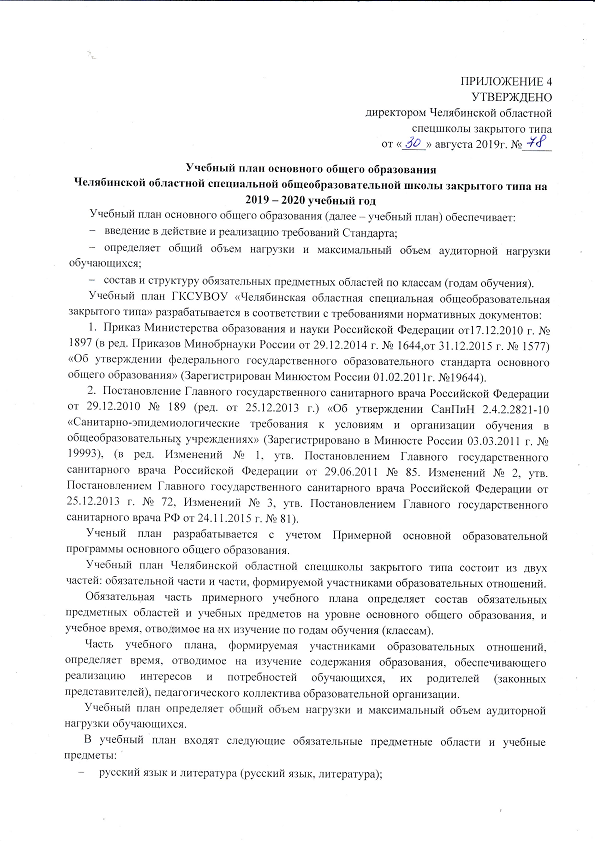 ПРИЛОЖЕНИЕ 4
УТВЕРЖДЕНО
директором Челябинской областной
спецшколы закрытого типа
от «30» августа 2019г. №78
Учебный план основного общего образования
Челябинской областной специальной общеобразовательной школы закрытого типа на
2019 – 2020 учебный год
Учебный план основного общего образования (далее – учебный план) обеспечивает:
– введение в действие и реализацию требований Стандарта;
– определяет общий объем нагрузки и максимальный объем аудиторной нагрузки
обучающихся;
– состав и структуру обязательных предметных областей по классам (годам обучения).
Учебный план ГКСУВОУ «Челябинская областная специальная общеобразовательная
закрытого типа» разрабатывается в соответствии с требованиями нормативных документов:
1. Приказ Министерства образования и науки Российской Федерации от17.12.2010 г. №
1897 (в ред. Приказов Минобрнауки России от 29.12.2014 г. № 1644,от 31.12.2015 г. № 1577)
«Об утверждении федерального государственного образовательного стандарта основного
общего образования» (Зарегистрирован Минюстом России 01.02.2011г. №19644).
2. Постановление Главного государственного санитарного врача Российской Федерации
от 29.12.2010 № 189 (ред. от 25.12.2013 г.) «Об утверждении СанПиН 2.4.2.2821-10
«Санитарно-эпидемиологические требования к условиям и организации обучения в
общеобразовательных учреждениях» (Зарегистрировано в Минюсте России 03.03.2011 г. №
19993), (в ред. Изменений № 1, утв. Постановлением Главного государственного
санитарного врача Российской Федерации от 29.06.2011 № 85. Изменений № 2, утв.
Постановлением Главного государственного санитарного врача Российской Федерации от
25.12.2013 г. № 72, Изменений № 3, утв. Постановлением Главного государственного
санитарного врача РФ от 24.11.2015 г. № 81).
Ученый план разрабатывается с учетом Примерной основной образовательной
программы основного общего образования.
Учебный план Челябинской областной спецшколы закрытого типа состоит из двух
частей: обязательной части и части, формируемой участниками образовательных отношений.
Обязательная часть примерного учебного плана определяет состав обязательных
предметных областей и учебных предметов на уровне основного общего образования, и
учебное время, отводимое на их изучение по годам обучения (классам).
Часть учебного плана, формируемая участниками образовательных отношений,
определяет время, отводимое на изучение содержания образования, обеспечивающего
реализацию интересов и потребностей обучающихся, их родителей (законных
представителей), педагогического коллектива образовательной организации.
Учебный план определяет общий объем нагрузки и максимальный объем аудиторной
нагрузки обучающихся.
В учебный план входят следующие обязательные предметные области и учебные
предметы:
– русский язык и литература (русский язык, литература);